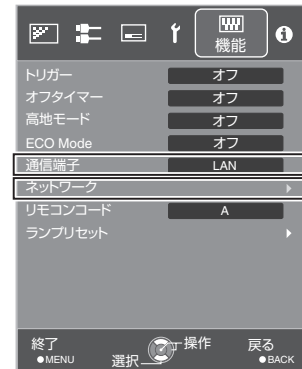 機能
トリガー オフ
オフタイマー オフ
高地モード オフ
ECO Mode オフ
通信端子 LAN
ネットワーク
リモコンコード A
ランプリセット
終了 操作 戻る
●MENU 選択 ●BACK